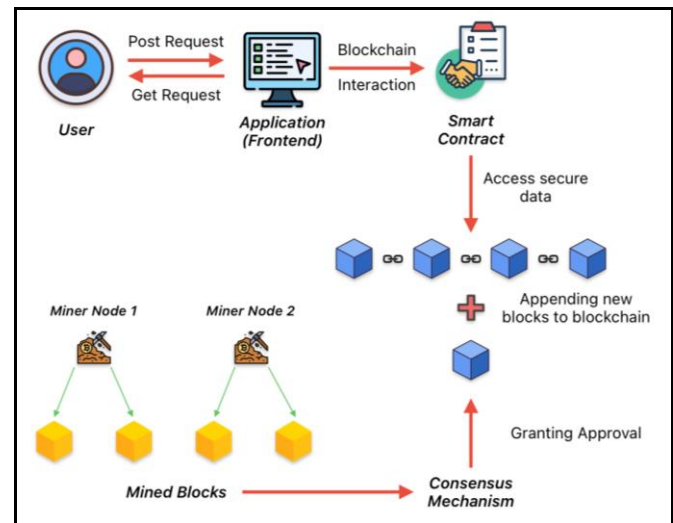 Post Request
Blockchain
Get Request
Interaction
User
Application
(Frontend)
Smart
Contract
Access secure
data
Miner Node 1
Miner Node 2
Appending new
blocks to blockchain
Granting Approval
Mined Blocks
Consensus
Mechanism